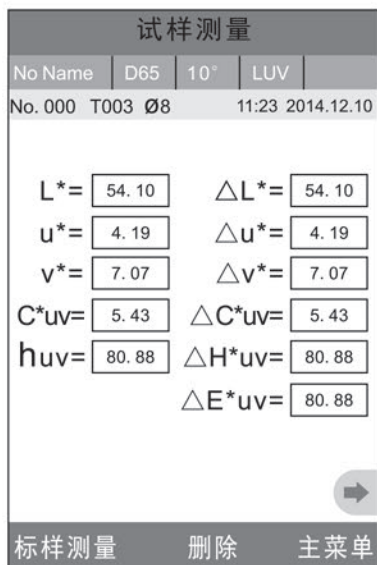 试样测量
No Name D65 10° LUV
No. 000 T003 Ø8 11:23 2014.12.10
L*= 54.10 △L*= 54.10
u*= 4.19 △u*= 4.19
v*= 7.07 △v*= 7.07
C*uv= 5.43 △C*uv= 5.43
huv= 80.88 △H*uv= 80.88
△E*uv= 80.88
标样测量 删除 主菜单